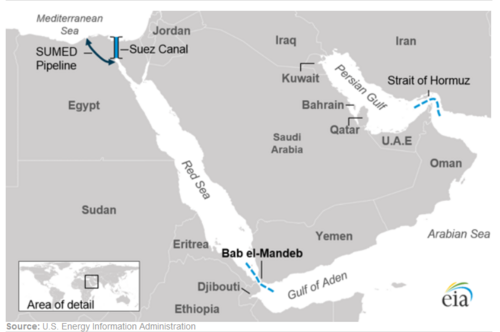 Mediterranean
Sea
Jordan
Iraq
Iran
SUMED
Pipeline
Suez Canal
Kuwait
Persian Gulf
Strait of Hormuz
Egypt
Bahrain
Qatar
Saudi
Arabia
U.A.E
Oman
Red Sea
Sudan
Arabian Sea
Yemen
Eritrea
Bab el-Mandeb
Djibouti
Gulf of Aden
Ethiopia
Area of detail
eia
Source: U.S. Energy Information Administration